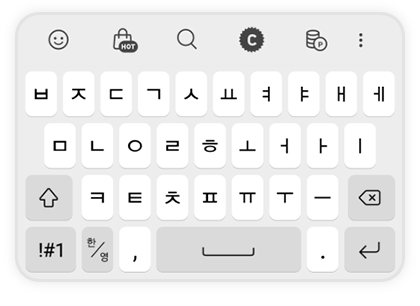 HOT C P
ㅂ ㅈ ㄷ ㄱ ㅅ ㅛ ㅕ ㅑ ㅐ ㅔ
ㅁ ㄴ ㅇ ㄹ ㅎ ㅗ ㅓ ㅏ ㅣ
ㅋ ㅌ ㅊ ㅍ ㅠ ㅜ ㅡ
!#1 한/영 , .